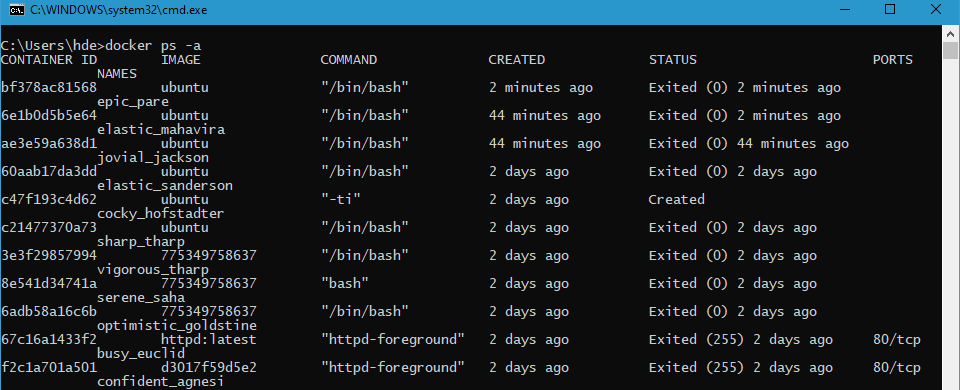 C:\WINDOWS\system32\cmd.exe
C:\Users\hde>docker ps -a
CONTAINER ID        IMAGE               COMMAND              CREATED             STATUS                      PORTS
            NAMES
bf378ac81568        ubuntu              "/bin/bash"          2 minutes ago       Exited (0) 2 minutes ago
            epic_pare
6e1b0d5b5e64        ubuntu              "/bin/bash"          44 minutes ago      Exited (0) 2 minutes ago
            elastic_mahavira
ae3e59a638d1        ubuntu              "/bin/bash"          44 minutes ago      Exited (0) 44 minutes ago
            jovial_jackson
60aab17da3dd        ubuntu              "/bin/bash"          2 days ago          Exited (0) 2 days ago
            elastic_sanderson
c47f193c4d62        ubuntu              "-ti"                2 days ago          Created
            cocky_hofstadter
c21477370a73        ubuntu              "/bin/bash"          2 days ago          Exited (0) 2 days ago
            sharp_tharp
3e3f29857994        775349758637        "/bin/bash"          2 days ago          Exited (0) 2 days ago
            vigorous_tharp
8e541d34741a        775349758637        "bash"               2 days ago          Exited (0) 2 days ago
            serene_saha
6adb58a16c6b        775349758637        "/bin/bash"          2 days ago          Exited (0) 2 days ago
            optimistic_goldstine
67c16a1433f2        httpd:latest        "httpd-foreground"   2 days ago          Exited (255) 2 days ago     80/tcp
            busy_euclid
f2c1a701a501        d3017f59d5e2        "httpd-foreground"   2 days ago          Exited (255) 2 days ago     80/tcp
            confident_agnesi